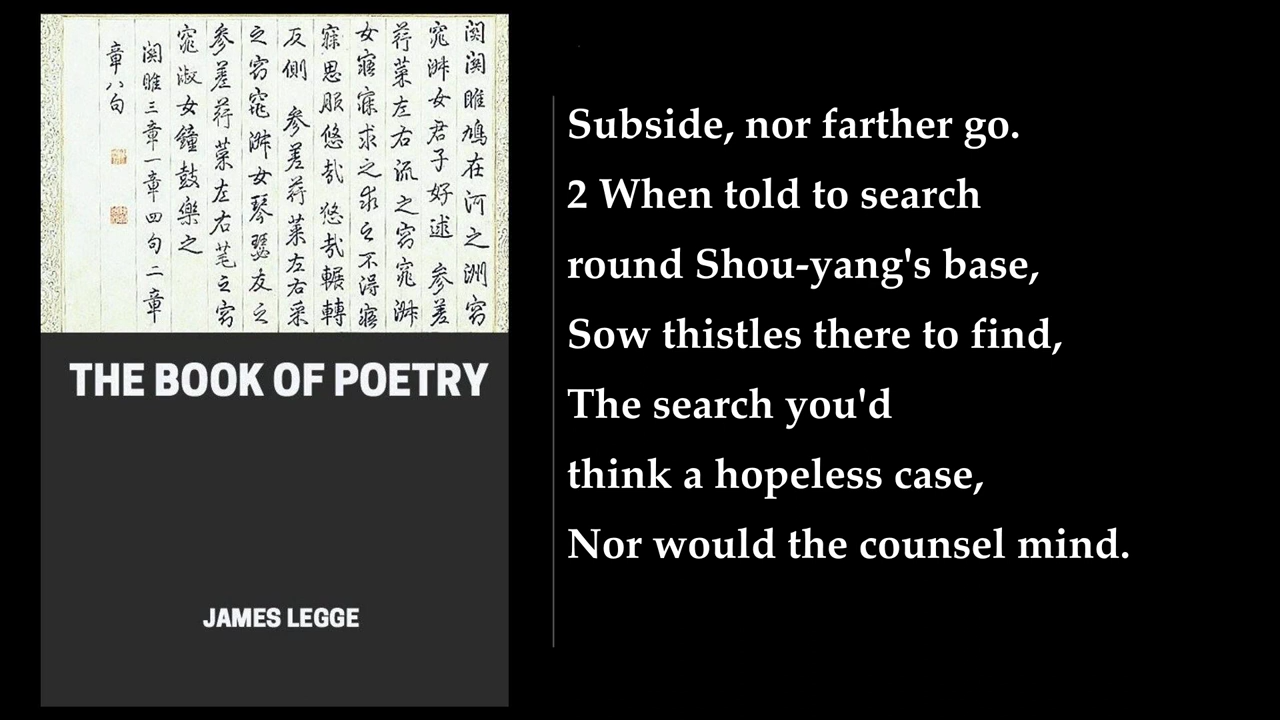 關關雎鳩在河之洲窈
窕淑女君子好逑 參差
荇菜左右流之窈窕淑
女寤寐求之求之不得寤
寐思服悠哉悠哉輾轉
反側 參差荇菜左右采
之窈窕淑女琴瑟友之
參差荇菜左右芼之窈
窕淑女鐘鼓樂之
關雎三章一章四句二章
章八句
THE BOOK OF POETRY
JAMES LEGGE
Subside, nor farther go.
2 When told to search
round Shou-yang's base,
Sow thistles there to find,
The search you'd
think a hopeless case,
Nor would the counsel mind.